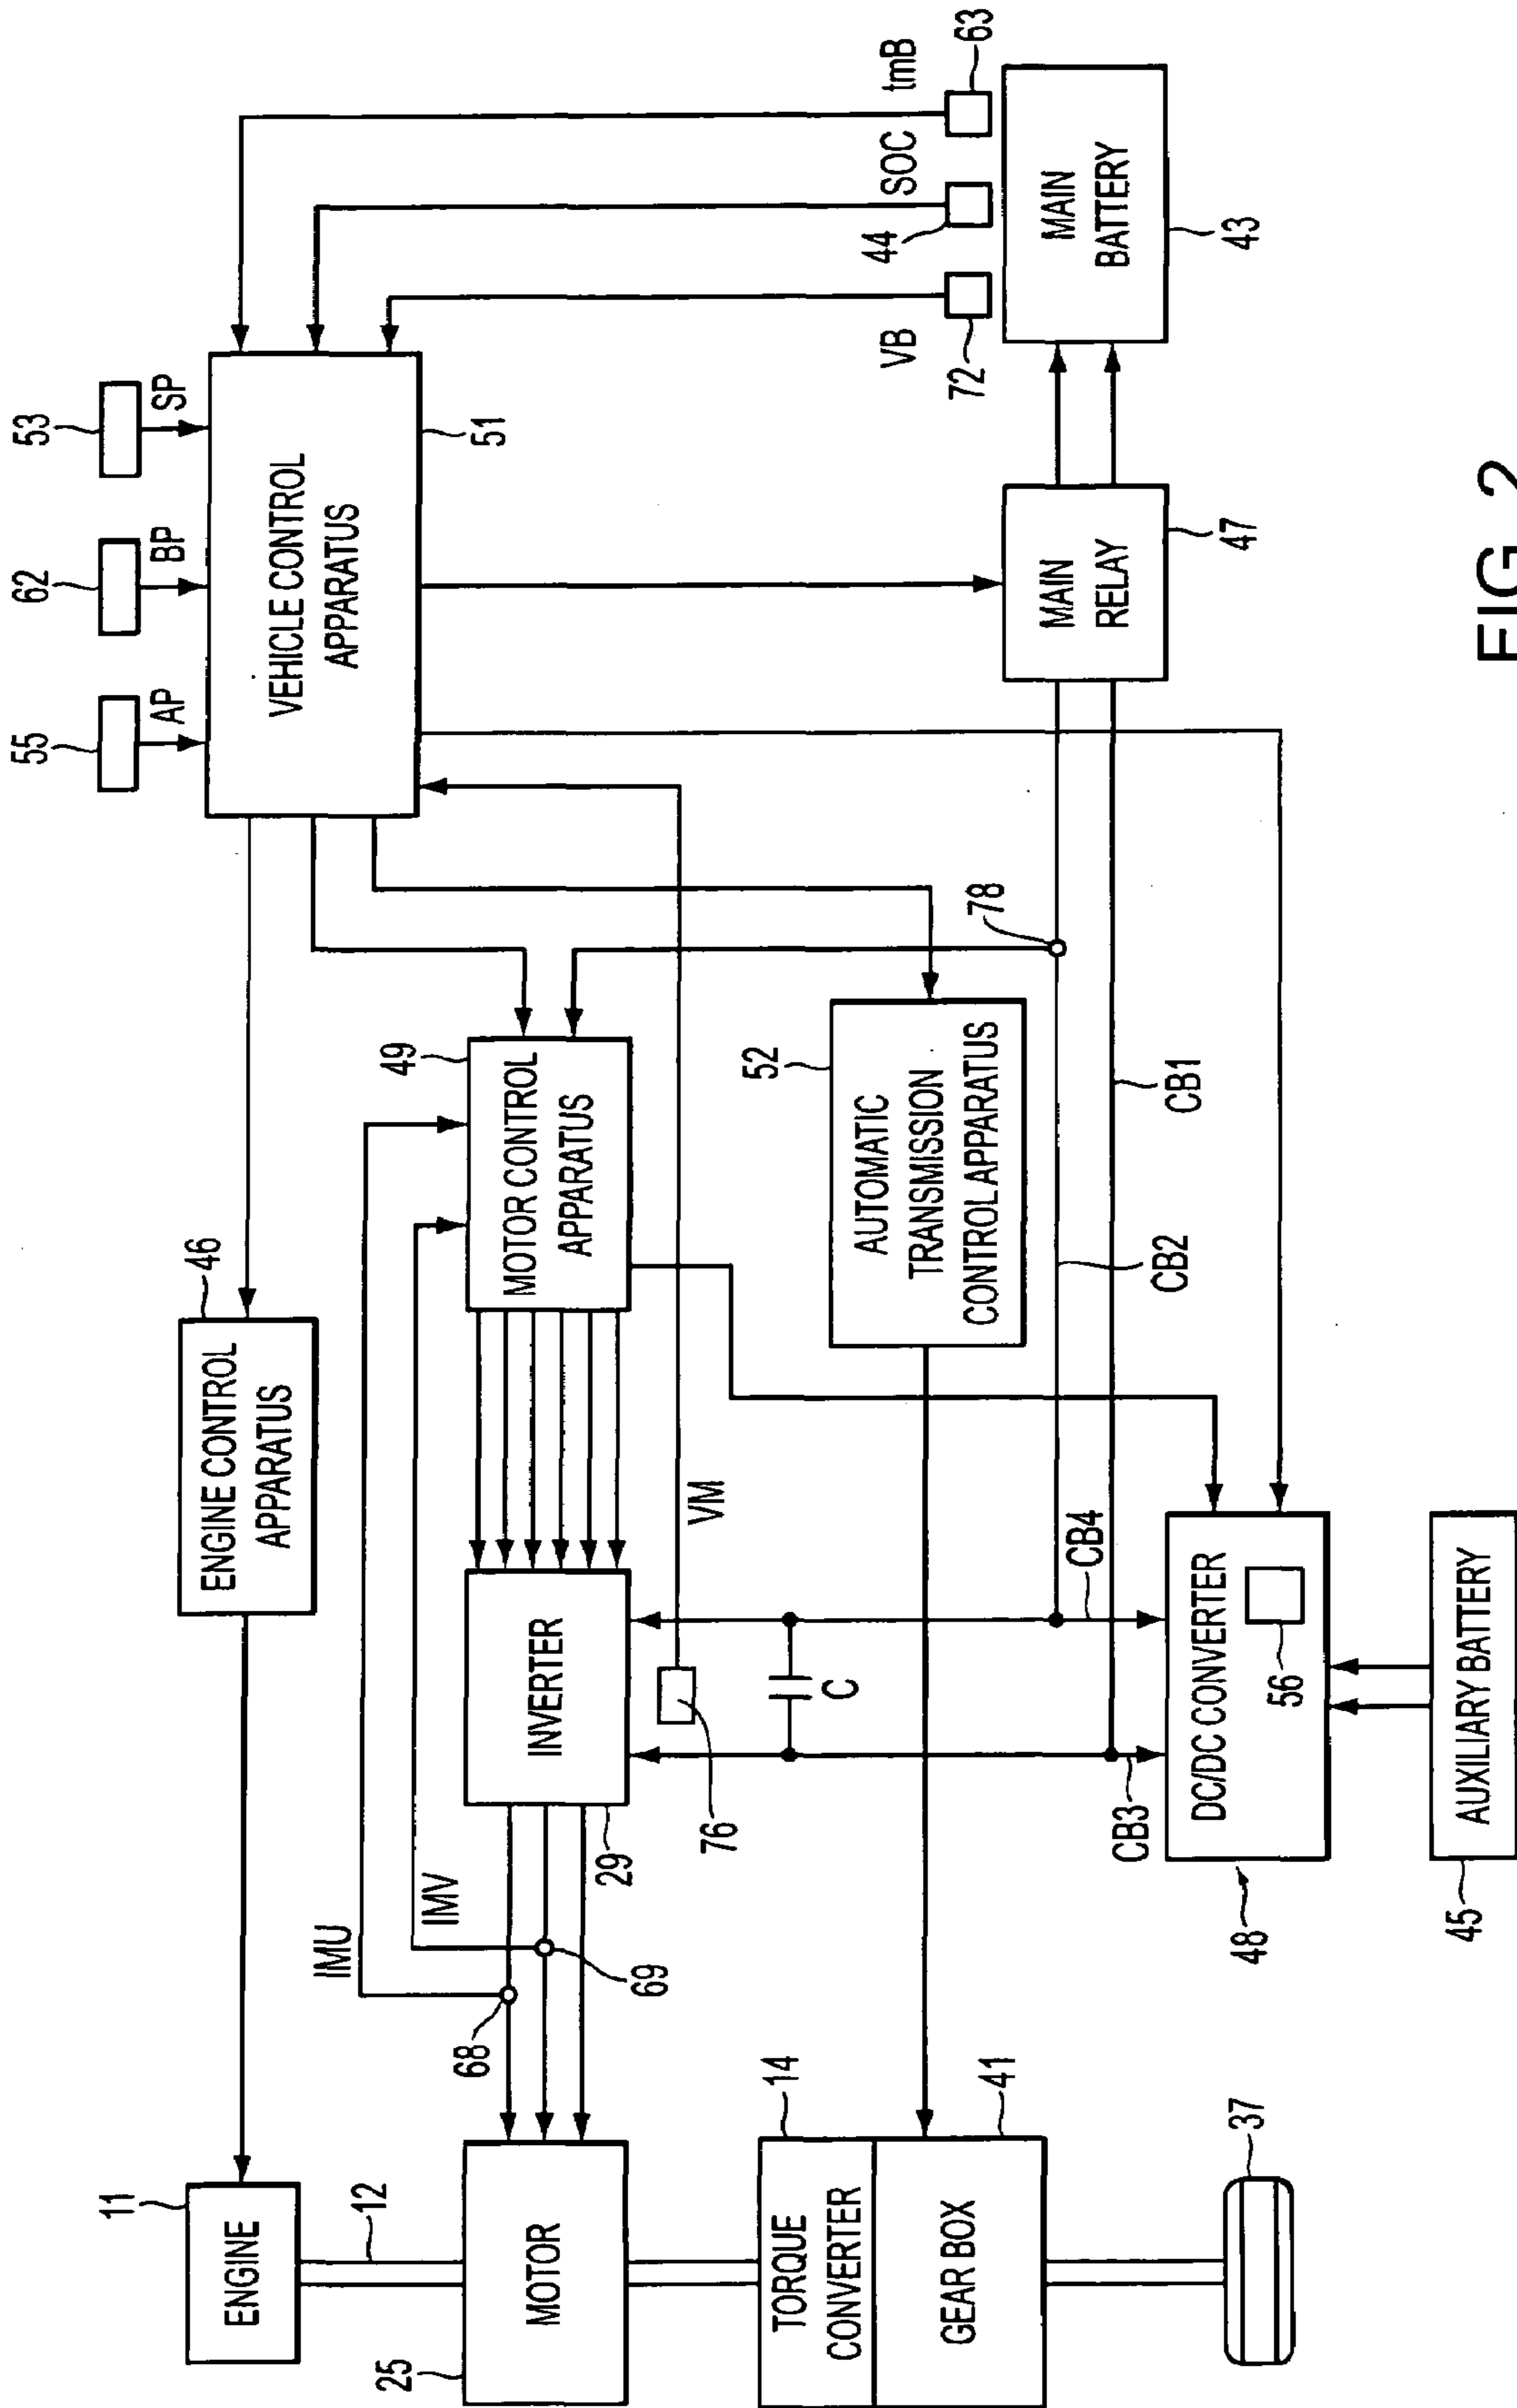 11
ENGINE
12
25
MOTOR
14
TORQUE
CONVERTER
41
GEAR BOX
37
46
ENGINE CONTROL
APPARATUS
IMU
IMV
68
69
INVERTER
29
49
MOTOR CONTROL
APPARATUS
VM
76
C
52
AUTOMATIC
TRANSMISSION
CONTROL APPARATUS
CB4
CB3
CB2
CB1
78
DC/DC CONVERTER
56
48
AUXILIARY BATTERY
45
55
AP
62
BP
53
SP
VEHICLE CONTROL
APPARATUS
51
MAIN
RELAY
47
VB
72
SOC
44
tmB
63
MAIN
BATTERY
43
FIG. 2